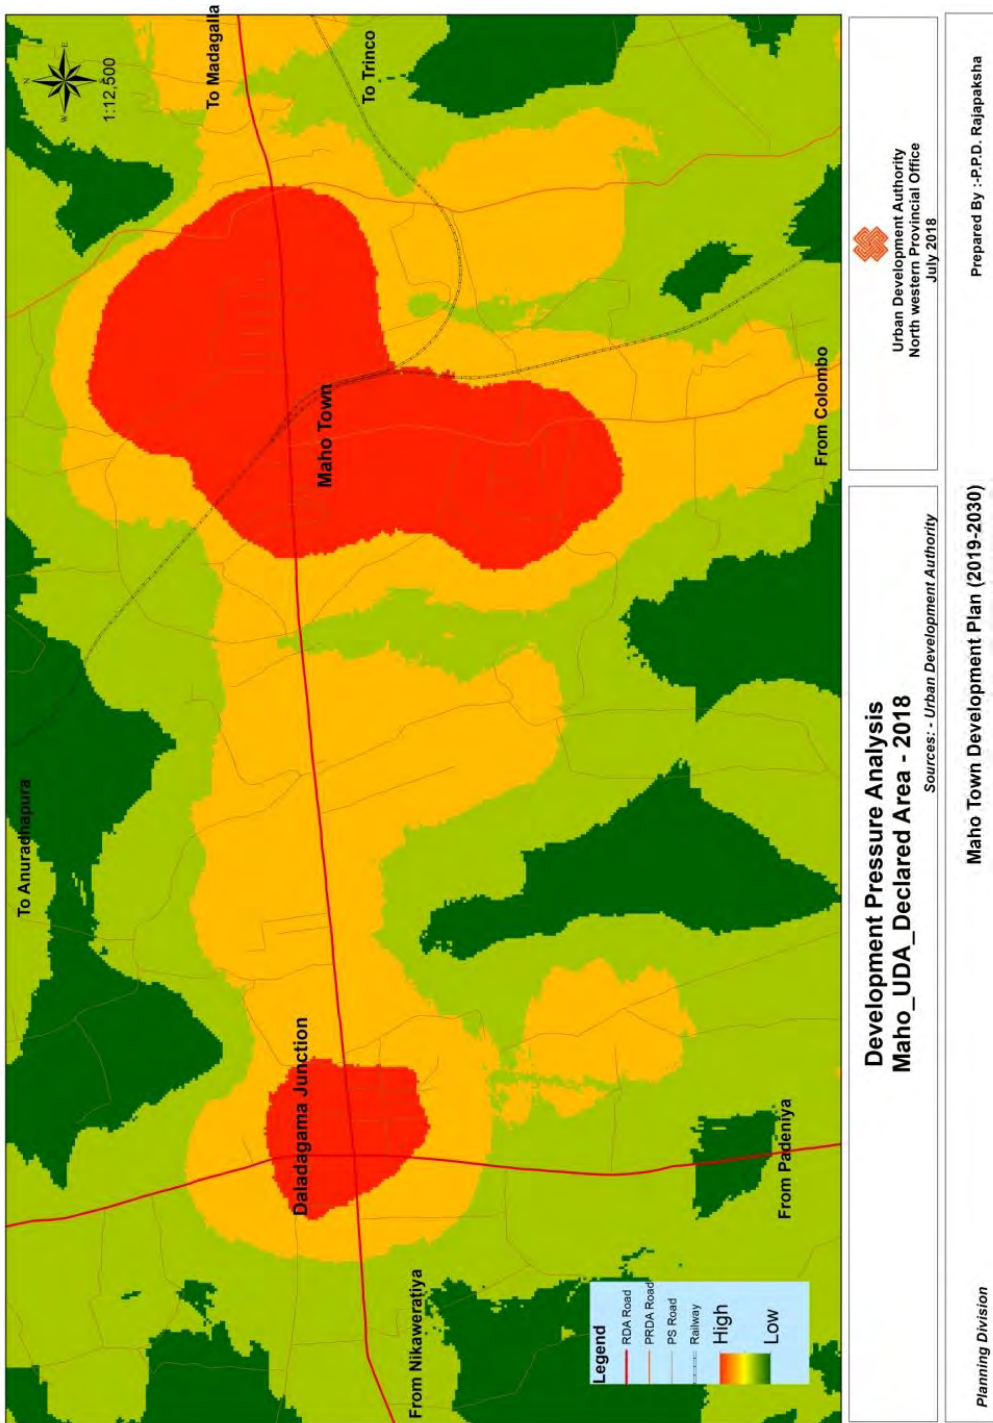 N
E
S
W
1:12,500
To Madagalla
To Trinco
To Anuradhapura
Maho Town
From Colombo
Daladagama Junction
From Nikaweratiya
From Padeniya
Legend
RDA Road
PRDA Road
PS Road
Railway
High
Low
Development Pressure Analysis
Maho_UDA_Declared Area - 2018
Sources: - Urban Development Authority
Urban Development Authority
North western Provincial Office
July 2018
Planning Division
Maho Town Development Plan (2019-2030)
Prepared By :-P.P.D. Rajapaksha